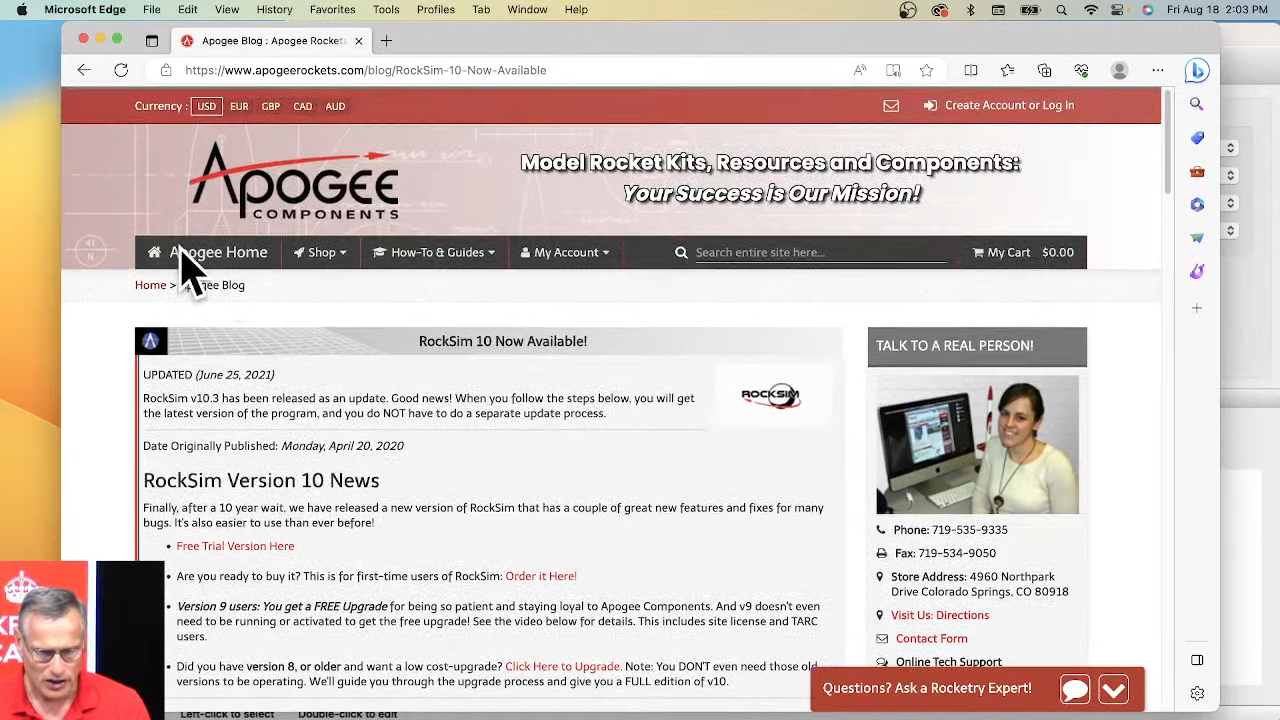 Microsoft Edge File Edit View History Favorites Tools Profiles Tab Window Help Fri Aug 18 2:03 PM
Apogee Blog : Apogee Rockets
https://www.apogeerockets.com/blog/RockSim-10-Now-Available
Currency : USD EUR GBP CAD AUD Create Account or Log In
APOGEE
COMPONENTS
Model Rocket Kits, Resources and Components:
Your Success is Our Mission!
Apogee Home Shop How-To & Guides My Account Search entire site here... My Cart $0.00
Home > Apogee Blog
RockSim 10 Now Available!
UPDATED (June 25, 2021)
RockSim v10.3 has been released as an update. Good news! When you follow the steps below, you will get
the latest version of the program, and you do NOT have to do a separate update process.
ROCKSIM
Date Originally Published: Monday, April 20, 2020
RockSim Version 10 News
Finally, after a 10 year wait, we have released a new version of RockSim that has a couple of great new features and fixes for many
bugs. It's also easier to use than ever before!
• Free Trial Version Here
• Are you ready to buy it? This is for first-time users of RockSim: Order it Here!
• Version 9 users: You get a FREE Upgrade for being so patient and staying loyal to Apogee Components. And v9 doesn't even
need to be running or activated to get the free upgrade! See the video below for details. This includes site license and TARC
users.
• Did you have version 8, or older and want a low cost-upgrade? Click Here to Upgrade. Note: You DON'T even need those old
versions to be operating. We'll guide you through the upgrade process and give you a FULL edition of v10.
TALK TO A REAL PERSON!
Phone: 719-535-9335
Fax: 719-534-9050
Store Address: 4960 Northpark
Drive Colorado Springs, CO 80918
Visit Us: Directions
Contact Form
Online Tech Support
Questions? Ask a Rocketry Expert!
Left-click to select Double-click to edit